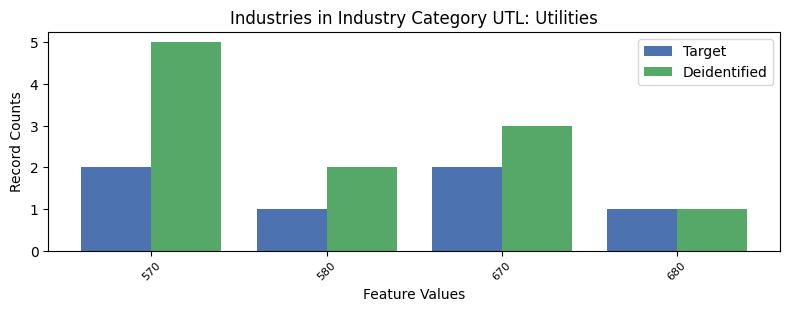 Industries in Industry Category UTL: Utilities
Target
Deidentified
Record Counts
5
4
3
2
1
0
570
580
670
680
Feature Values